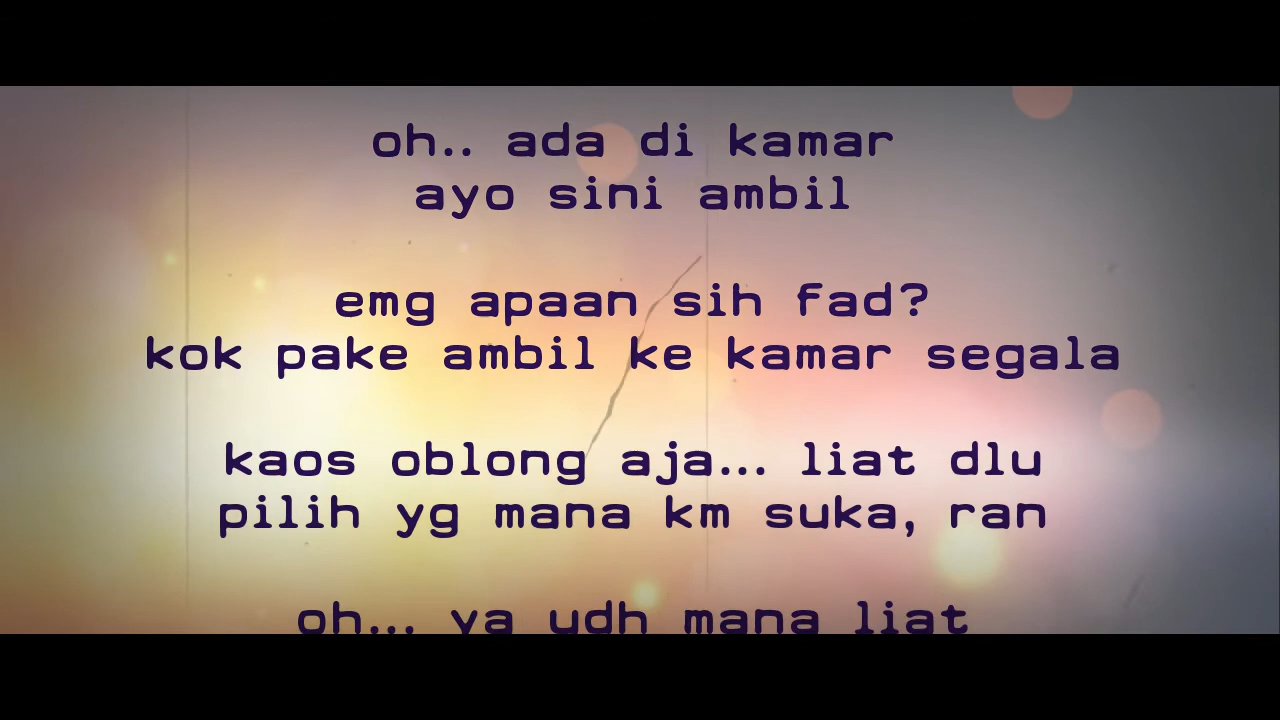 oh.. ada di kamar
ayo sini ambil
emg apaan sih fad?
kok pake ambil ke kamar segala
kaos oblong aja... liat dlu
pilih yg mana km suka, ran
oh... ya udh mana liat